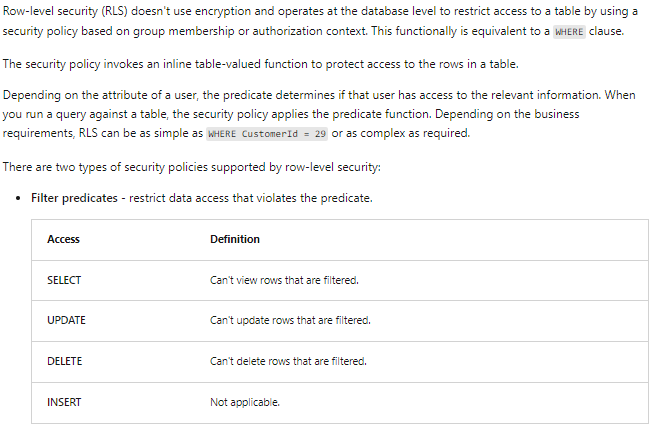 Row-level security (RLS) doesn't use encryption and operates at the database level to restrict access to a table by using a
security policy based on group membership or authorization context. This functionally is equivalent to a WHERE clause.
The security policy invokes an inline table-valued function to protect access to the rows in a table.
Depending on the attribute of a user, the predicate determines if that user has access to the relevant information. When
you run a query against a table, the security policy applies the predicate function. Depending on the business
requirements, RLS can be as simple as WHERE CustomerId = 29 or as complex as required.
There are two types of security policies supported by row-level security:
• Filter predicates - restrict data access that violates the predicate.
Access Definition
SELECT Can't view rows that are filtered.
UPDATE Can't update rows that are filtered.
DELETE Can't delete rows that are filtered.
INSERT Not applicable.